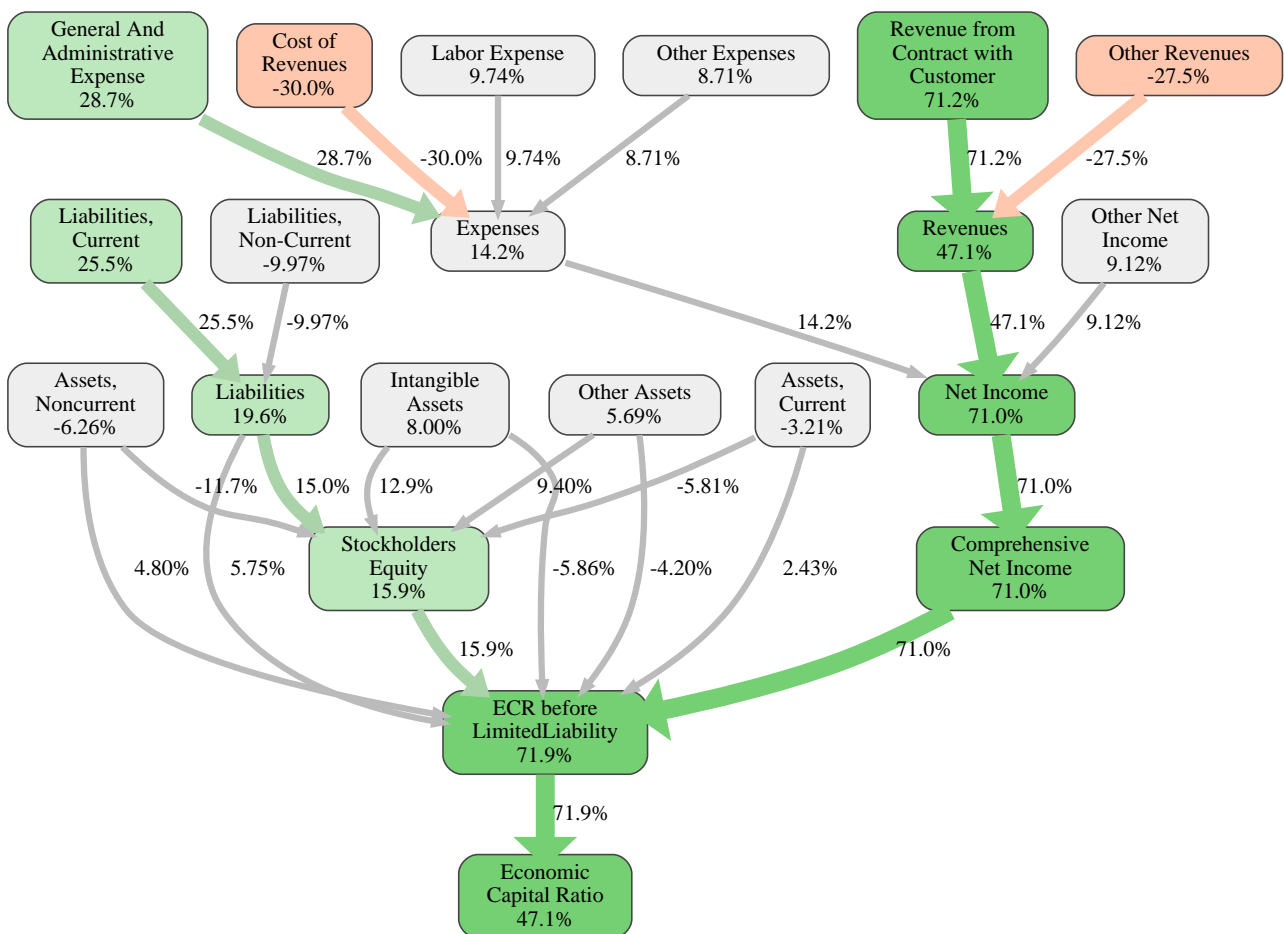 General And
Administrative
Expense
28.7%
Cost of
Revenues
-30.0%
Labor Expense
9.74%
Other Expenses
8.71%
Revenue from
Contract with
Customer
71.2%
Other Revenues
-27.5%
28.7%
-30.0%
9.74%
8.71%
71.2%
-27.5%
Liabilities,
Current
25.5%
Liabilities,
Non-Current
-9.97%
Expenses
14.2%
Revenues
47.1%
Other Net
Income
9.12%
25.5%
-9.97%
14.2%
47.1%
9.12%
Assets,
Noncurrent
-6.26%
Liabilities
19.6%
Intangible
Assets
8.00%
Other Assets
5.69%
Assets,
Current
-3.21%
Net Income
71.0%
-11.7%
15.0%
12.9%
9.40%
-5.81%
71.0%
Stockholders
Equity
15.9%
Comprehensive
Net Income
71.0%
4.80%
5.75%
-5.86%
-4.20%
2.43%
15.9%
71.0%
ECR before
LimitedLiability
71.9%
71.9%
Economic
Capital Ratio
47.1%